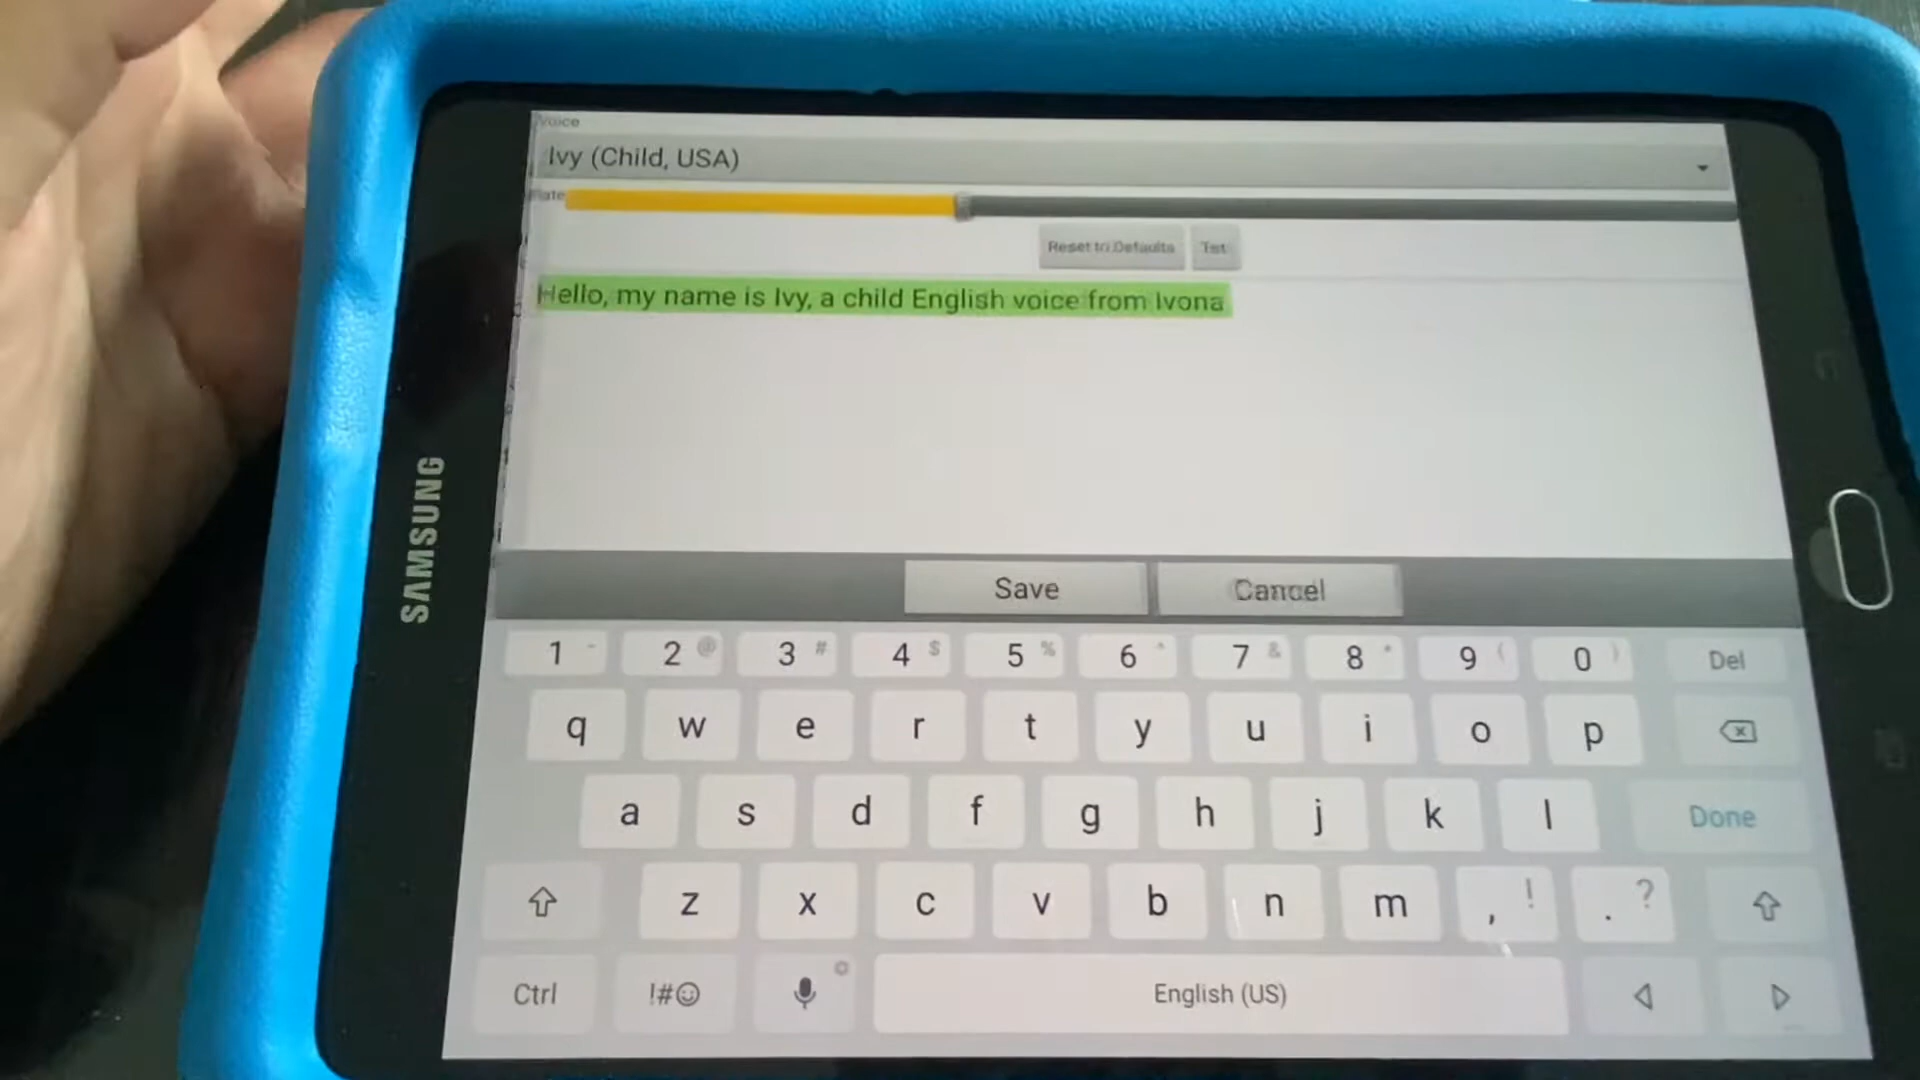 Voice
Ivy (Child, USA)
Rate
Reset to Defaults
Hello, my name is Ivy, a child English voice from Ivona
SAMSUNG
Save Cancel
1 - 2 @ 3 # 4 $ 5 % 6 ^ 7 & 8 * 9 ( 0 ) Del
q w e r t y u i o p
a s d f g h j k l Done
z x c v b n m , ! . ?
Ctrl !#☺ English (US)